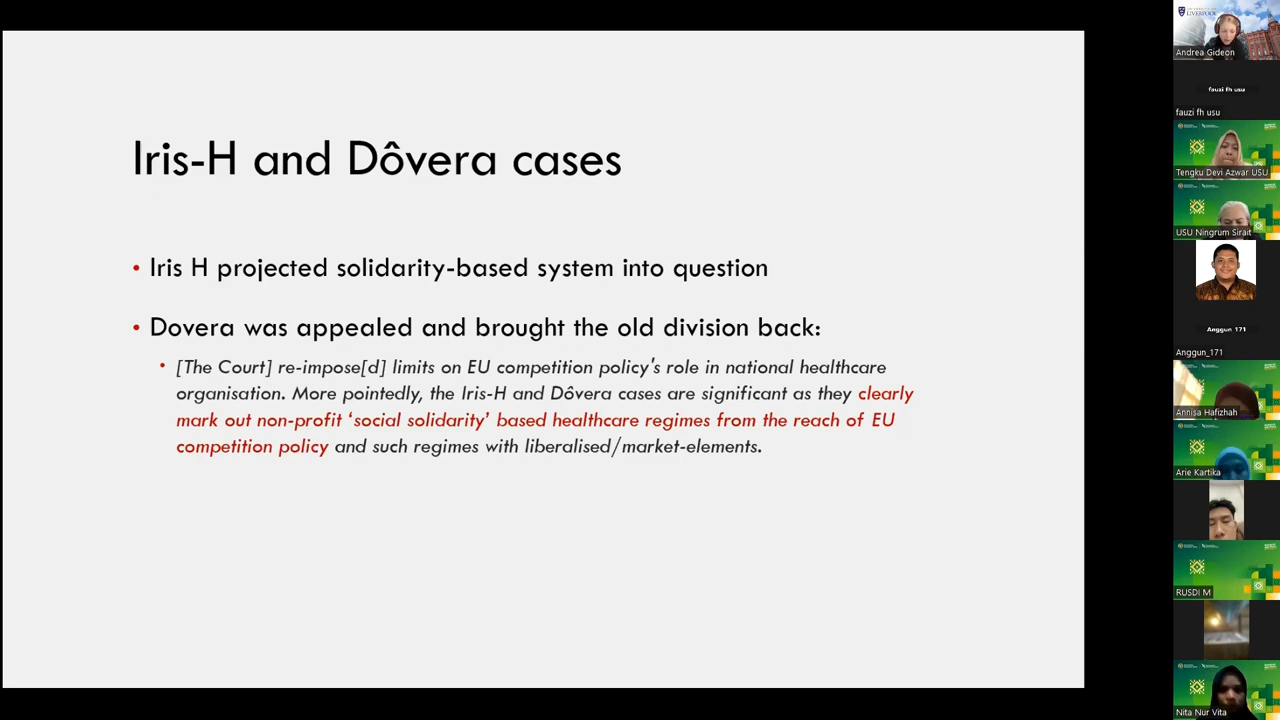 Iris-H and Dôvera cases
• Iris H projected solidarity-based system into question
• Dovera was appealed and brought the old division back:
• [The Court] re-impose[d] limits on EU competition policy's role in national healthcare
organisation. More pointedly, the Iris-H and Dôvera cases are significant as they clearly
mark out non-profit ‘social solidarity’ based healthcare regimes from the reach of EU
competition policy and such regimes with liberalised/market-elements.
LIVERPOOL
Andrea Gideon
fauzi fh usu
fauzi fh usu
Tengku Devi Azwar USU
USU Ningrum Sirait
Anggun 171
Anggun_171
Annisa Hafizhah
Arie Kartika
RUSDI M
Nita Nur Vita